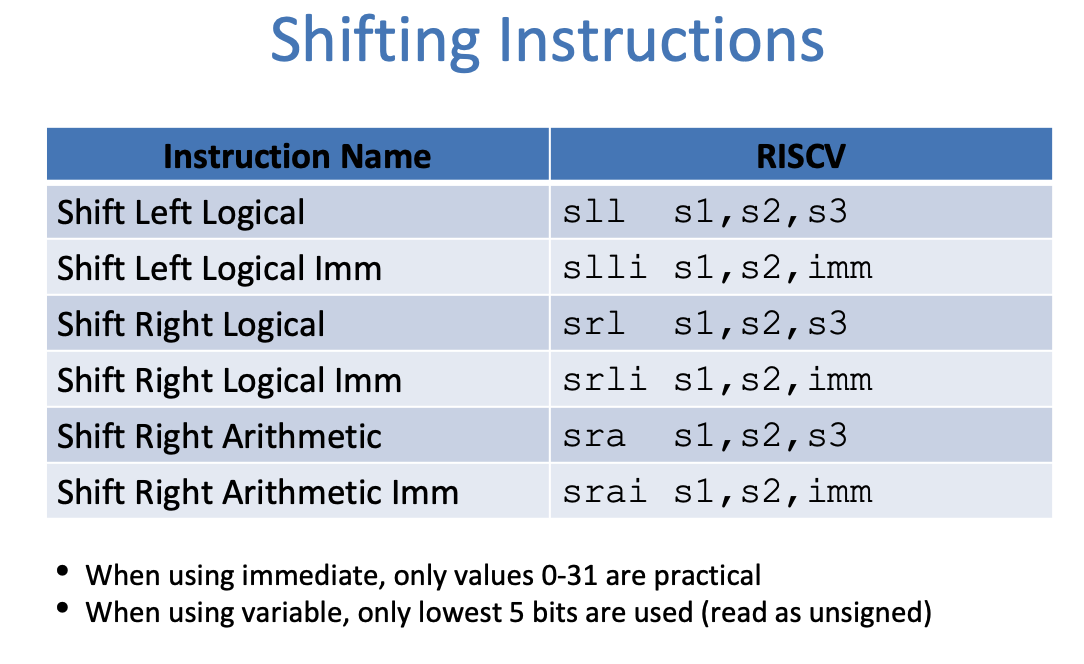 Shifting Instructions
Instruction Name RISCV
Shift Left Logical sll s1,s2,s3
Shift Left Logical Imm slli s1,s2,imm
Shift Right Logical srl s1,s2,s3
Shift Right Logical Imm srli s1,s2,imm
Shift Right Arithmetic sra s1,s2,s3
Shift Right Arithmetic Imm srai s1,s2,imm
• When using immediate, only values 0-31 are practical
• When using variable, only lowest 5 bits are used (read as unsigned)